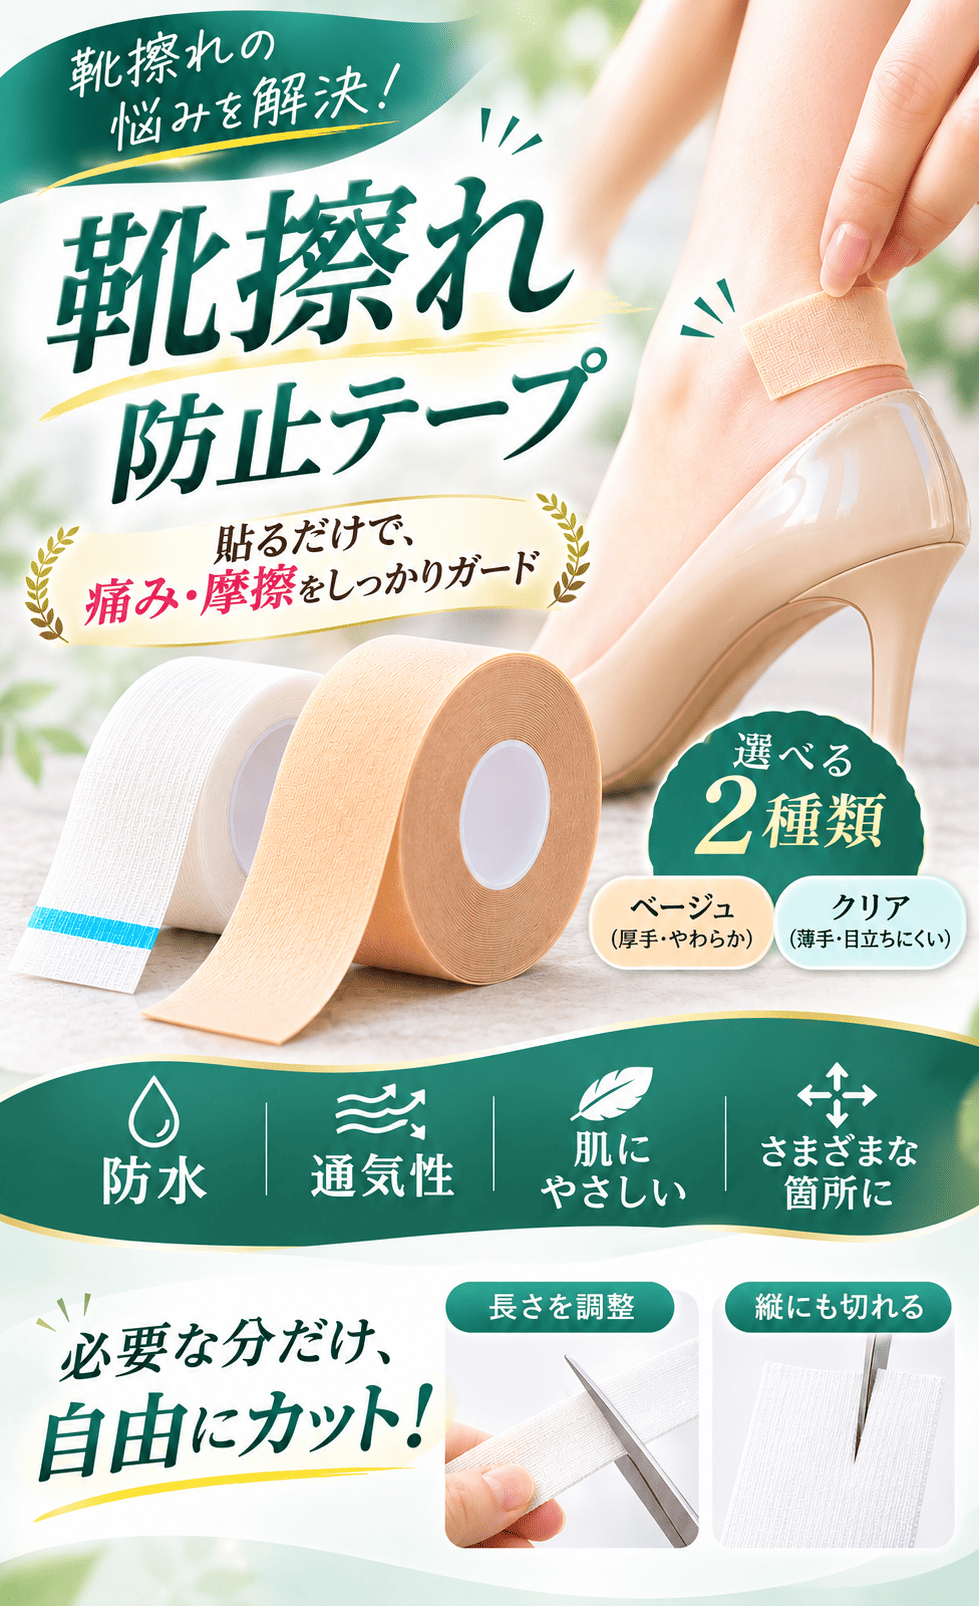 靴擦れの
悩みを解決！
靴擦れ
防止テープ
貼るだけで、
痛み・摩擦をしっかりガード
選べる
2種類
ベージュ
（厚手・やわらか）
クリア
（薄手・目立ちにくい）
防水
通気性
肌に
やさしい
さまざまな
箇所に
必要な分だけ、
自由にカット！
長さを調整
縦にも切れる